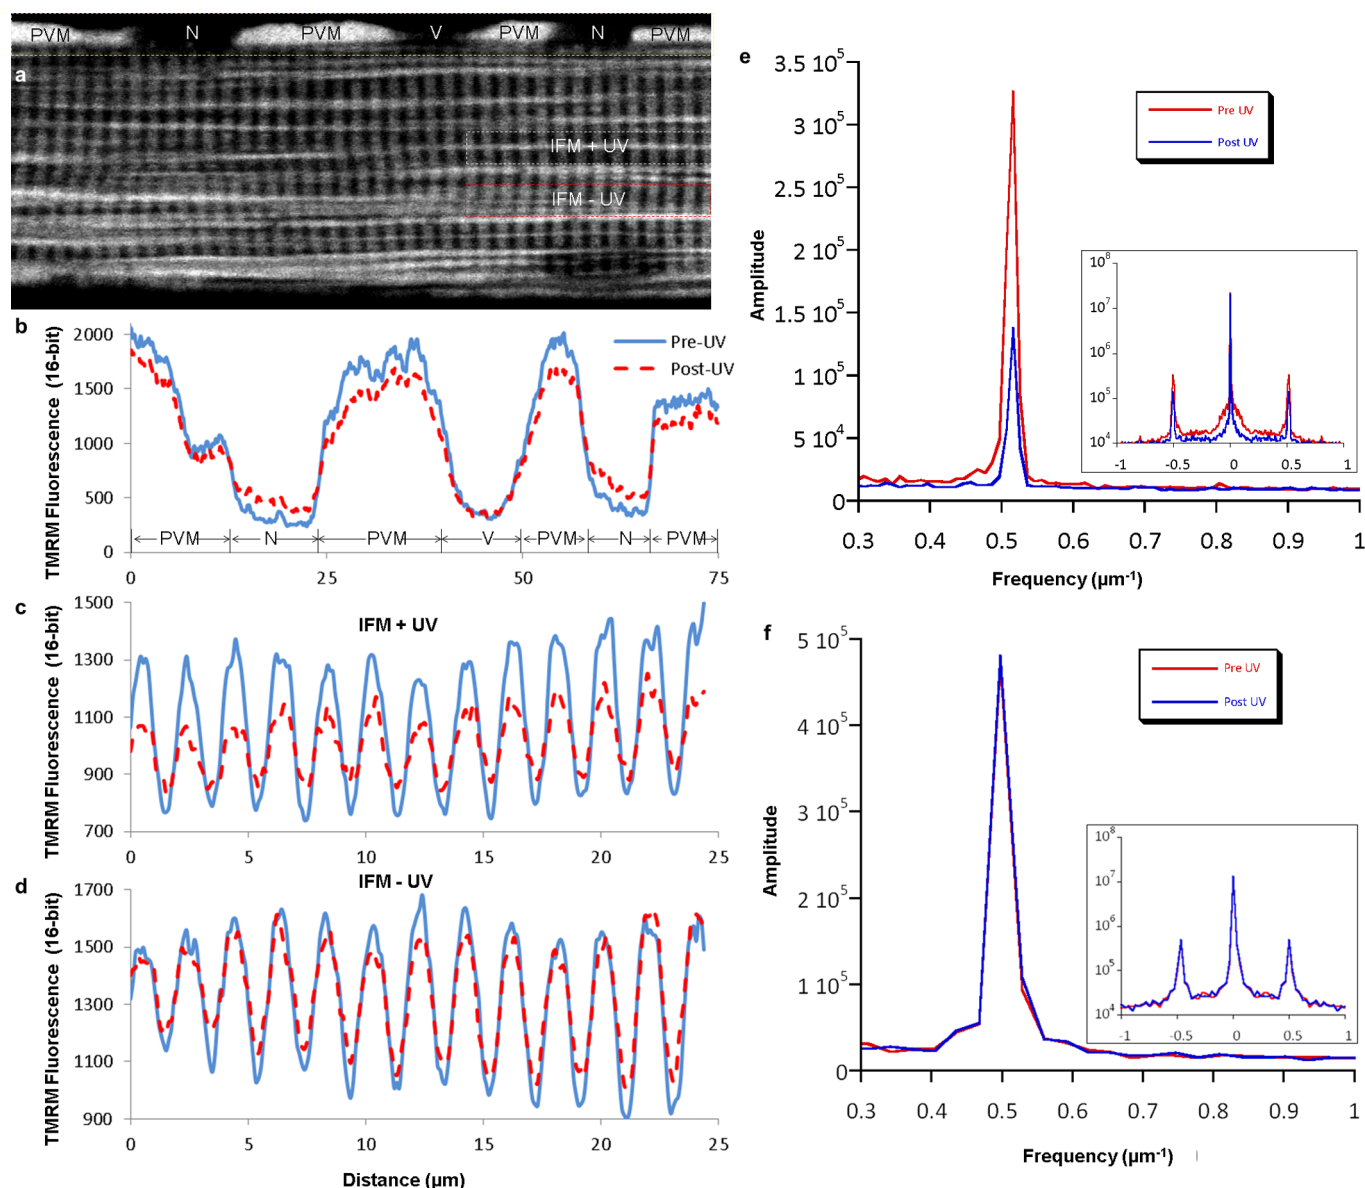 PVM N PVM V PVM N PVM
a
IFM + UV
IFM - UV
b
TMRM Fluorescence (16-bit)
2000
1500
1000
500
0
Pre-UV
Post-UV
PVM N PVM V PVM N PVM
0 25 50 75
c
TMRM Fluorescence (16-bit)
1500
1300
1100
900
700
IFM + UV
0 5 10 15 20 25
d
TMRM Fluorescence (16-bit)
1700
1500
1300
1100
900
IFM - UV
0 5 10 15 20 25
Distance (µm)
e
Amplitude
3.5 10⁵
3 10⁵
2.5 10⁵
2 10⁵
1.5 10⁵
1 10⁵
5 10⁴
0
Pre UV
Post UV
10⁸
10⁷
10⁶
10⁵
10⁴
-1 -0.5 0 0.5 1
0.3 0.4 0.5 0.6 0.7 0.8 0.9 1
Frequency (µm⁻¹)
f
Amplitude
5 10⁵
4 10⁵
3 10⁵
2 10⁵
1 10⁵
0
Pre UV
Post UV
10⁸
10⁷
10⁶
10⁵
10⁴
-1 -0.5 0 0.5 1
0.3 0.4 0.5 0.6 0.7 0.8 0.9 1
Frequency (µm⁻¹)